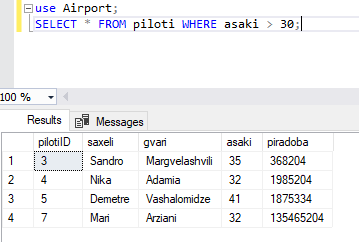 use Airport;
SELECT * FROM piloti WHERE asaki > 30;
100 %
Results Messages
pilotiID saxeli gvari asaki piradoba
1 3 Sandro Margvelashvili 35 368204
2 4 Nika Adamia 32 1985204
3 5 Demetre Vashalomidze 41 1875334
4 7 Mari Arziani 32 135465204